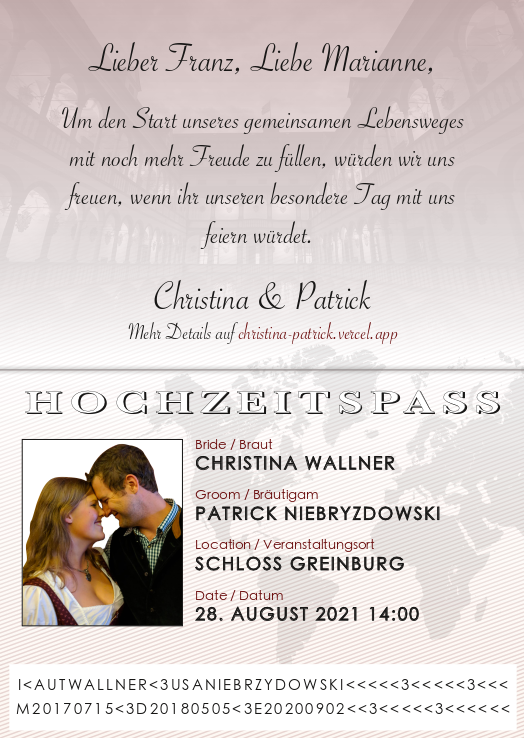 Lieber Franz, Liebe Marianne,
Um den Start unseres gemeinsamen Lebensweges
mit noch mehr Freude zu füllen, würden wir uns
freuen, wenn ihr unseren besondere Tag mit uns
feiern würdet.
Christina & Patrick
Mehr Details auf christina-patrick.vercel.app
HOCHZEITSPASS
Bride / Braut
CHRISTINA WALLNER
Groom / Bräutigam
PATRICK NIEBRYZDOWSKI
Location / Veranstaltungsort
SCHLOSS GREINBURG
Date / Datum
28. AUGUST 2021 14:00
I<AUTWALLNER<3USANIEBRZYDOWSKI<<<<<3<<<<<3<<<
M20170715<3D20180505<3E20200902<<3<<<<<3<<<<<<